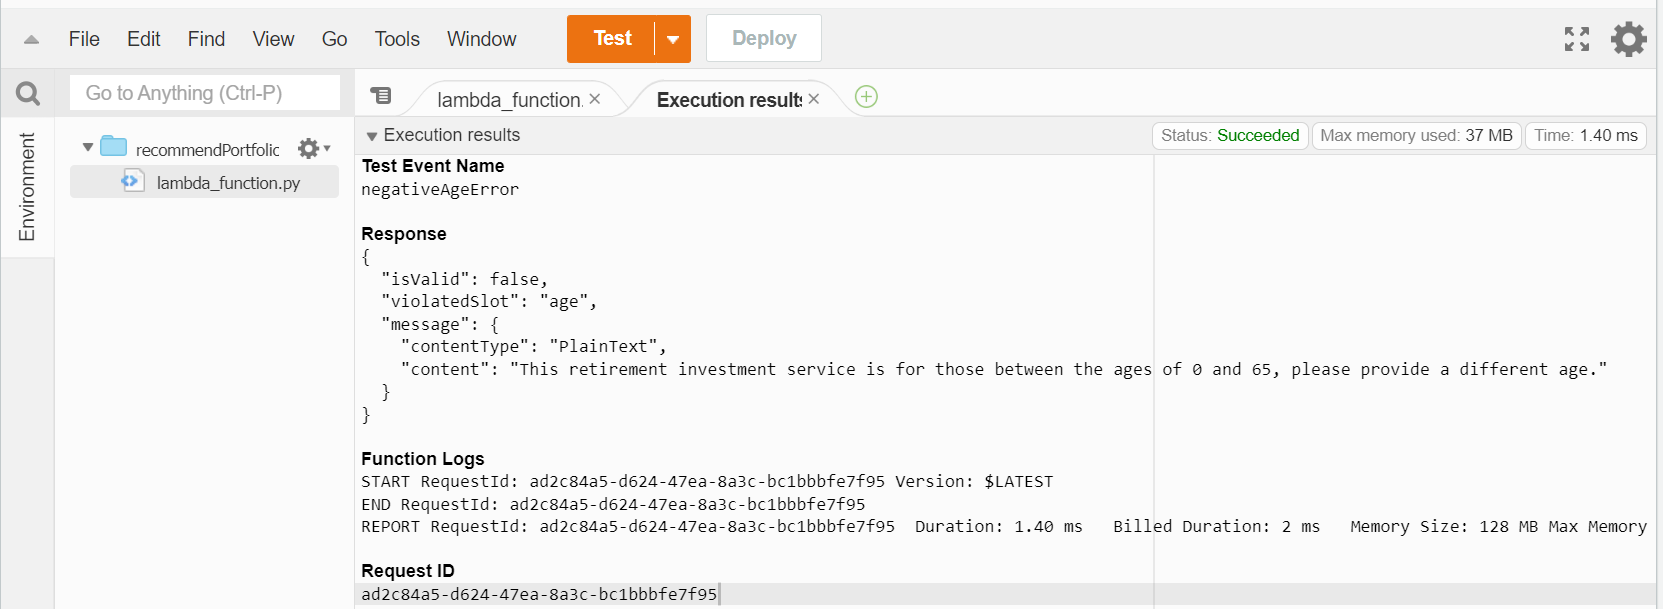 File Edit Find View Go Tools Window Test Deploy
Go to Anything (Ctrl-P)
lambda_function. Execution results
Environment
recommendPortfolio
lambda_function.py
Execution results Status: Succeeded Max memory used: 37 MB Time: 1.40 ms
Test Event Name
negativeAgeError
Response
{
  "isValid": false,
  "violatedSlot": "age",
  "message": {
    "contentType": "PlainText",
    "content": "This retirement investment service is for those between the ages of 0 and 65, please provide a different age."
  }
}
Function Logs
START RequestId: ad2c84a5-d624-47ea-8a3c-bc1bbbfe7f95 Version: $LATEST
END RequestId: ad2c84a5-d624-47ea-8a3c-bc1bbbfe7f95
REPORT RequestId: ad2c84a5-d624-47ea-8a3c-bc1bbbfe7f95 Duration: 1.40 ms Billed Duration: 2 ms Memory Size: 128 MB Max Memory
Request ID
ad2c84a5-d624-47ea-8a3c-bc1bbbfe7f95